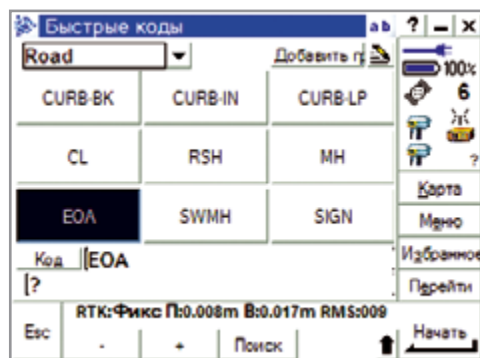 Быстрые коды ab ?
Road Добавить г
100%
CURB-BK CURB-IN CURB-LP
6
CL RSH MH
?
EOA SWMH SIGN
Карта
Меню
Код [EOA
Избранное
[?
Перейти
RTK:Фикс П:0.008m В:0.017m RMS:009
Esc - + Поиск Начать